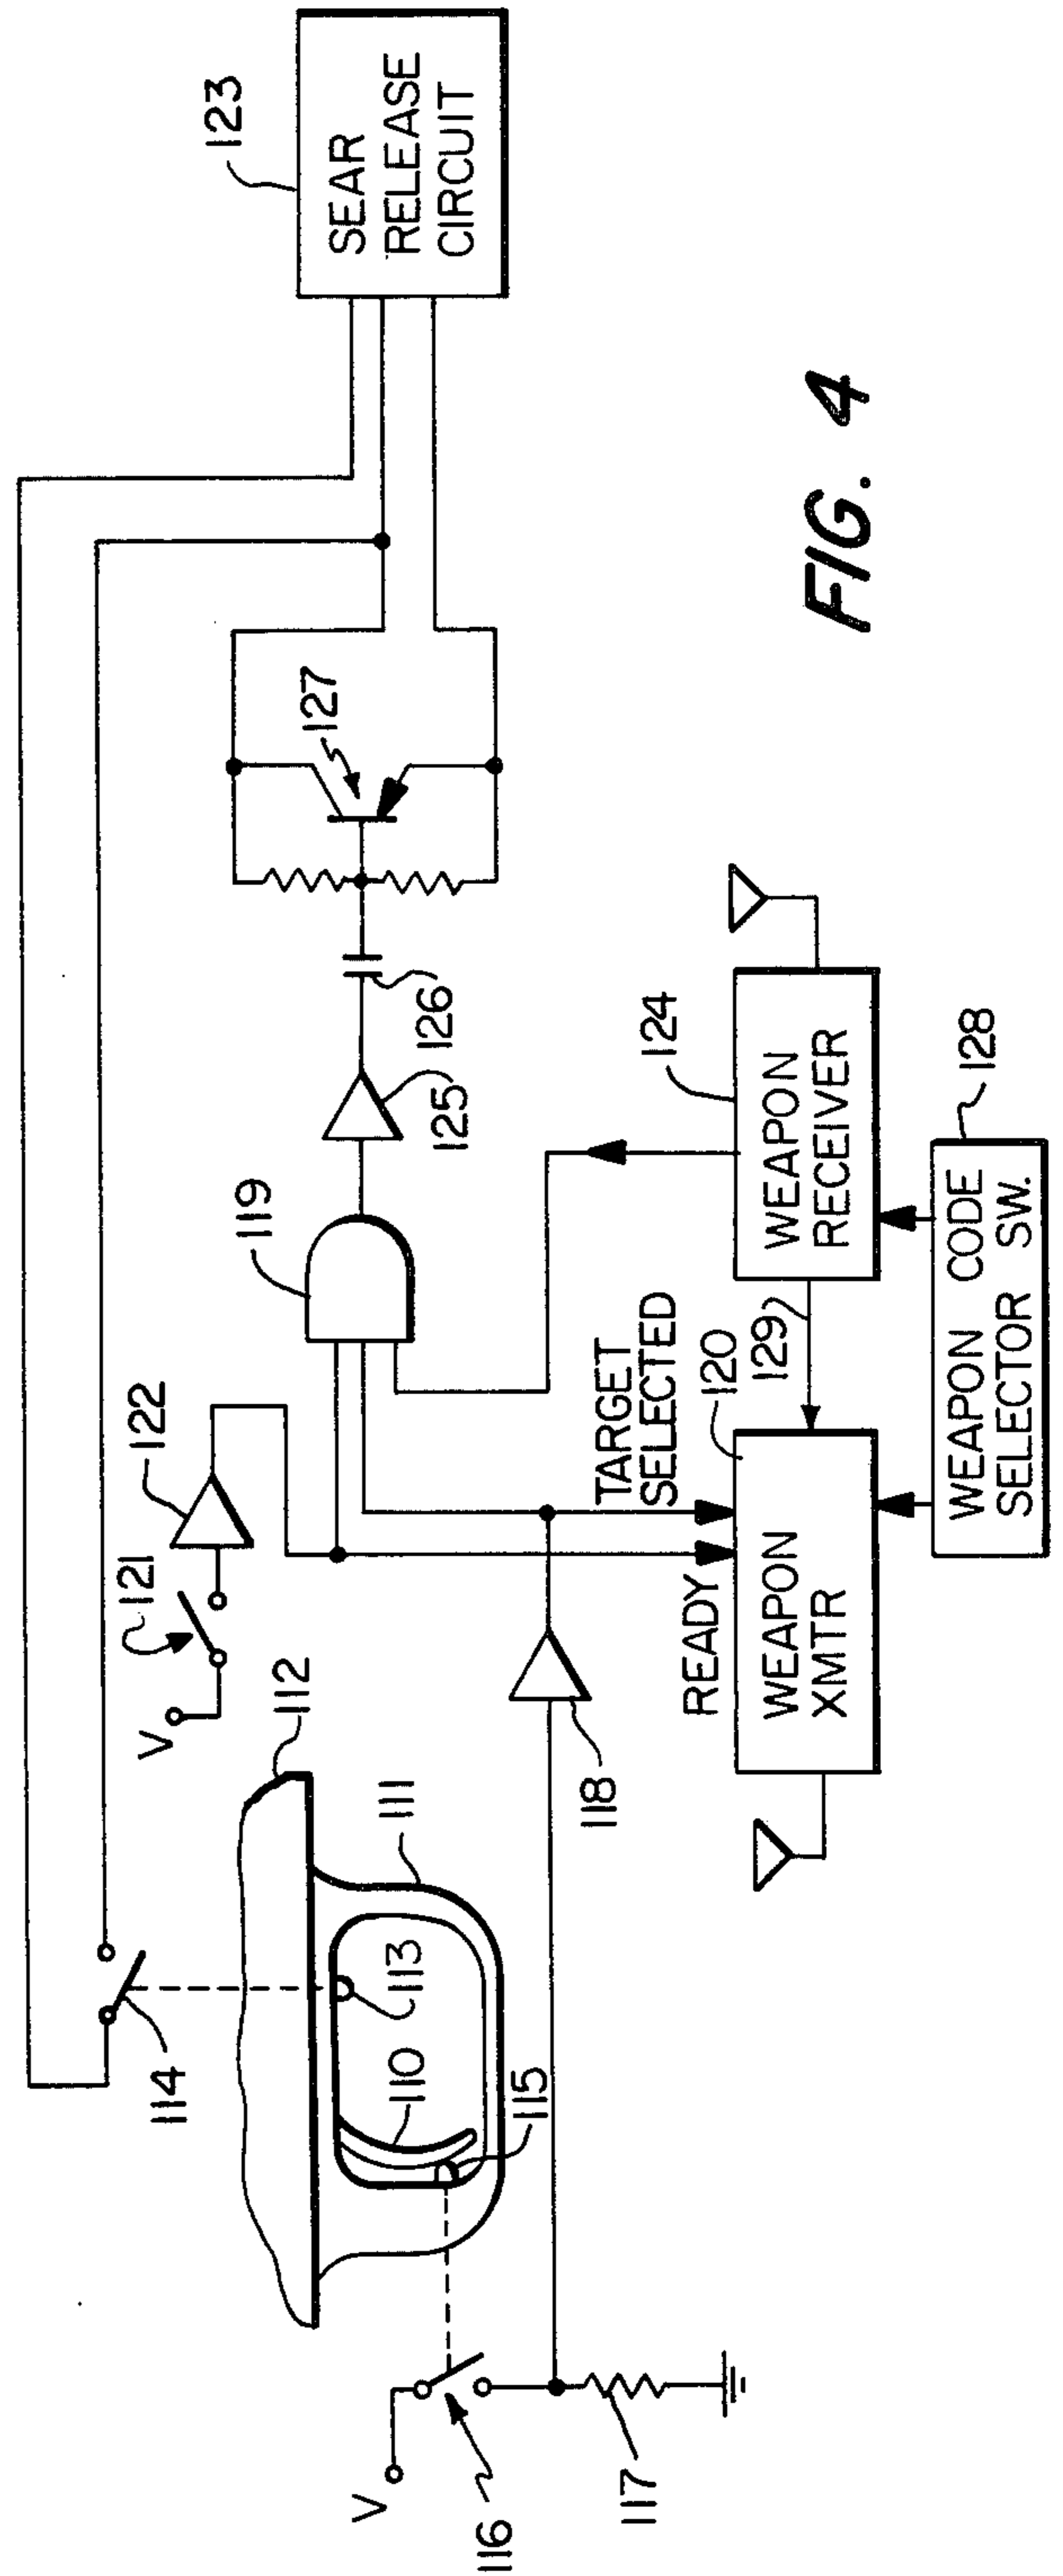 114
V
121
122
119
125
126
127
123
SEAR
RELEASE
CIRCUIT
V
116
117
115
110
113
111
112
118
READY
TARGET
SELECTED
120
WEAPON
XMTR
129
124
WEAPON
RECEIVER
WEAPON CODE
SELECTOR SW.
128
FIG. 4